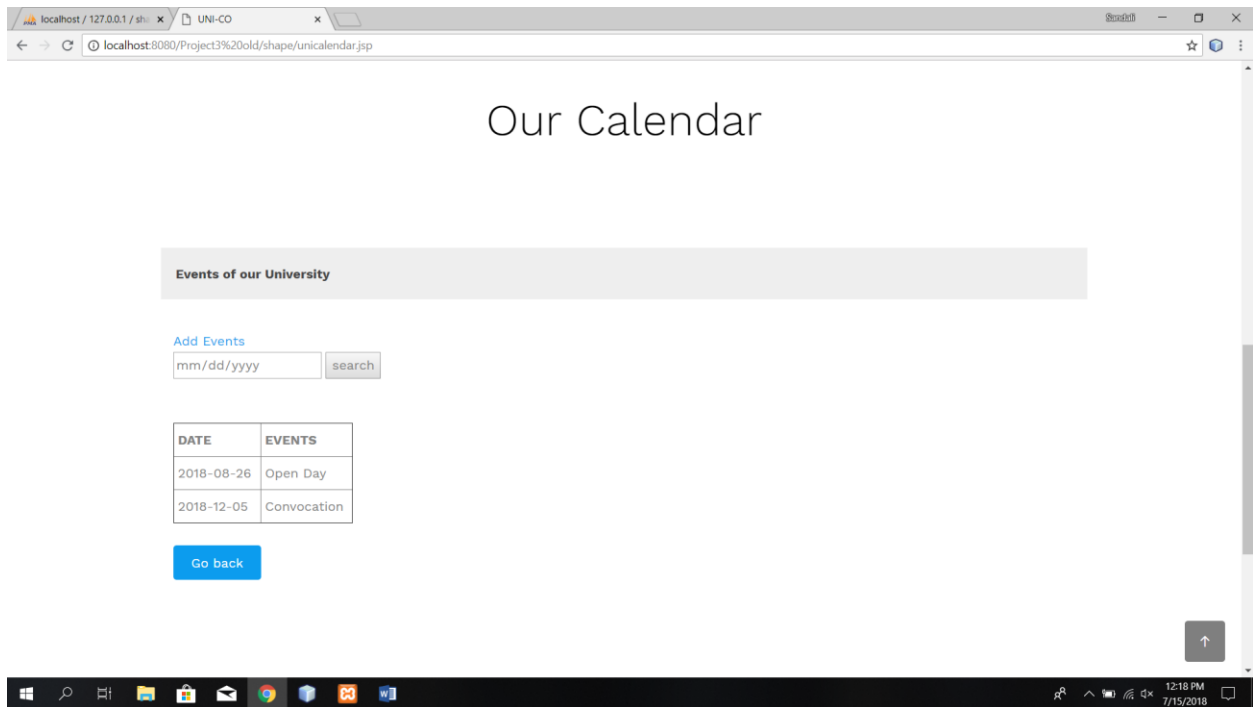 localhost / 127.0.0.1 / sh
UNI-CO
localhost:8080/Project3%20old/shape/unicalendar.jsp
Our Calendar
Events of our University
Add Events
mm/dd/yyyy search
DATE EVENTS
2018-08-26 Open Day
2018-12-05 Convocation
Go back
12:18 PM
7/15/2018